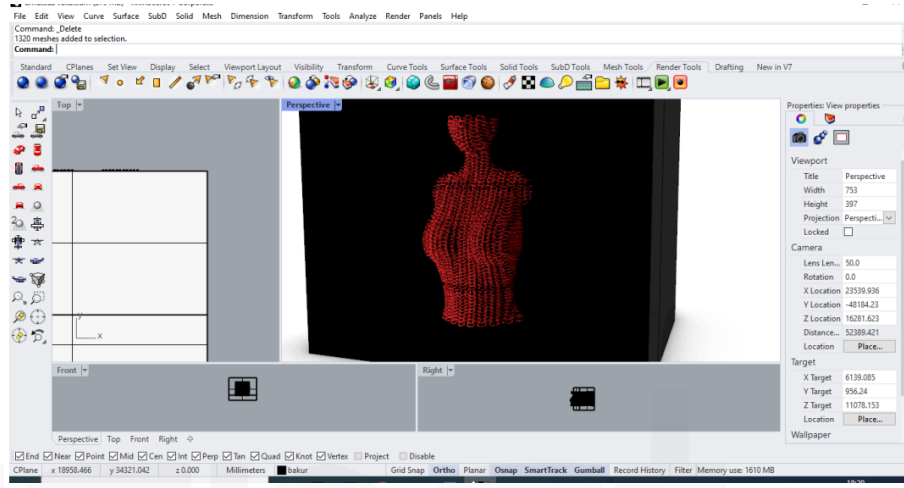 File Edit View Curve Surface SubD Solid Mesh Dimension Transform Tools Analyze Render Panels Help
Command: _Delete
1320 meshes added to selection.
Command:
Standard CPlanes Set View Display Select Viewport Layout Visibility Transform Curve Tools Surface Tools Solid Tools SubD Tools Mesh Tools Render Tools Drafting New in V7
Top
Perspective
Properties: View properties
Viewport
Title Perspective
Width 753
Height 397
Projection Perspecti...
Locked
Camera
Lens Len... 50.0
Rotation 0.0
X Location 23539.936
Y Location -48184.23
Z Location 16281.623
Distance... 52389.421
Location Place...
Target
X Target 6139.085
Y Target 956.24
Z Target 11078.153
Location Place...
Wallpaper
y
x
Front
Right
Perspective Top Front Right
End Near Point Mid Cen Int Perp Tan Quad Knot Vertex Project Disable
CPlane x 18958.466 y 34321.042 z 0.000 Millimeters bakur Grid Snap Ortho Planar Osnap SmartTrack Gumball Record History Filter Memory use: 1610 MB